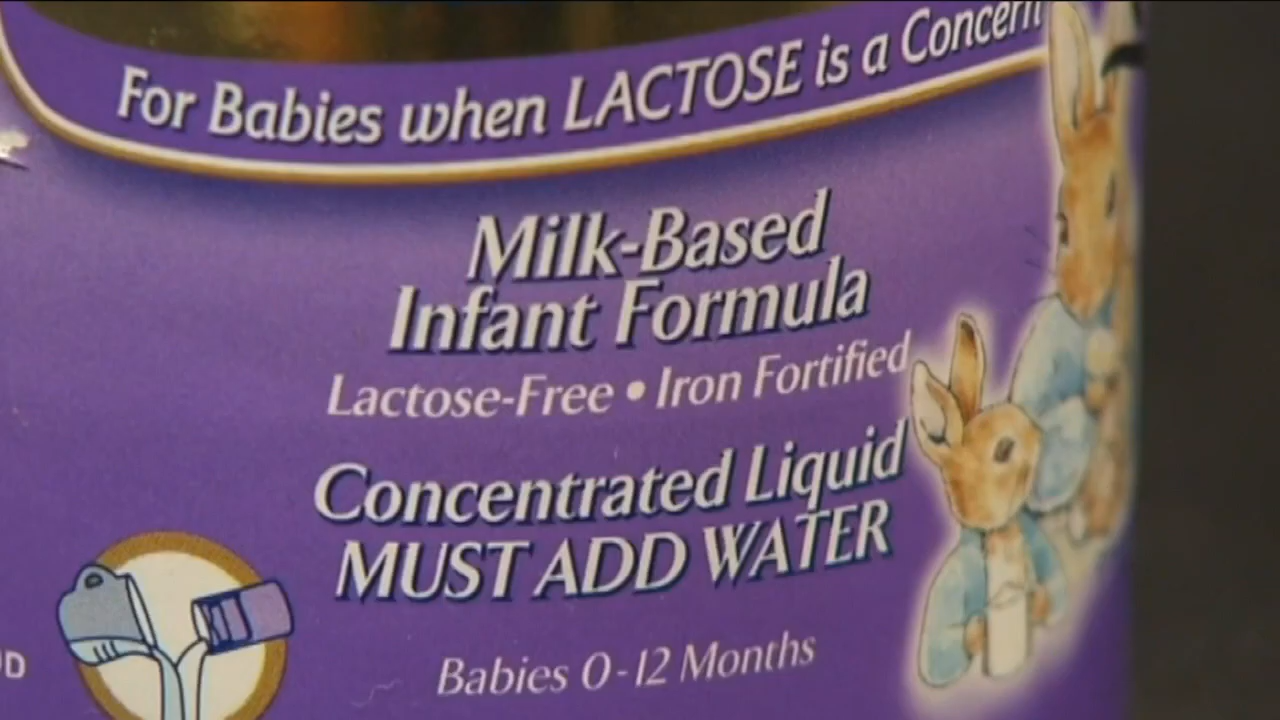 For Babies when LACTOSE is a Concern
Milk-Based
Infant Formula
Lactose-Free • Iron Fortified
Concentrated Liquid
MUST ADD WATER
Babies 0-12 Months